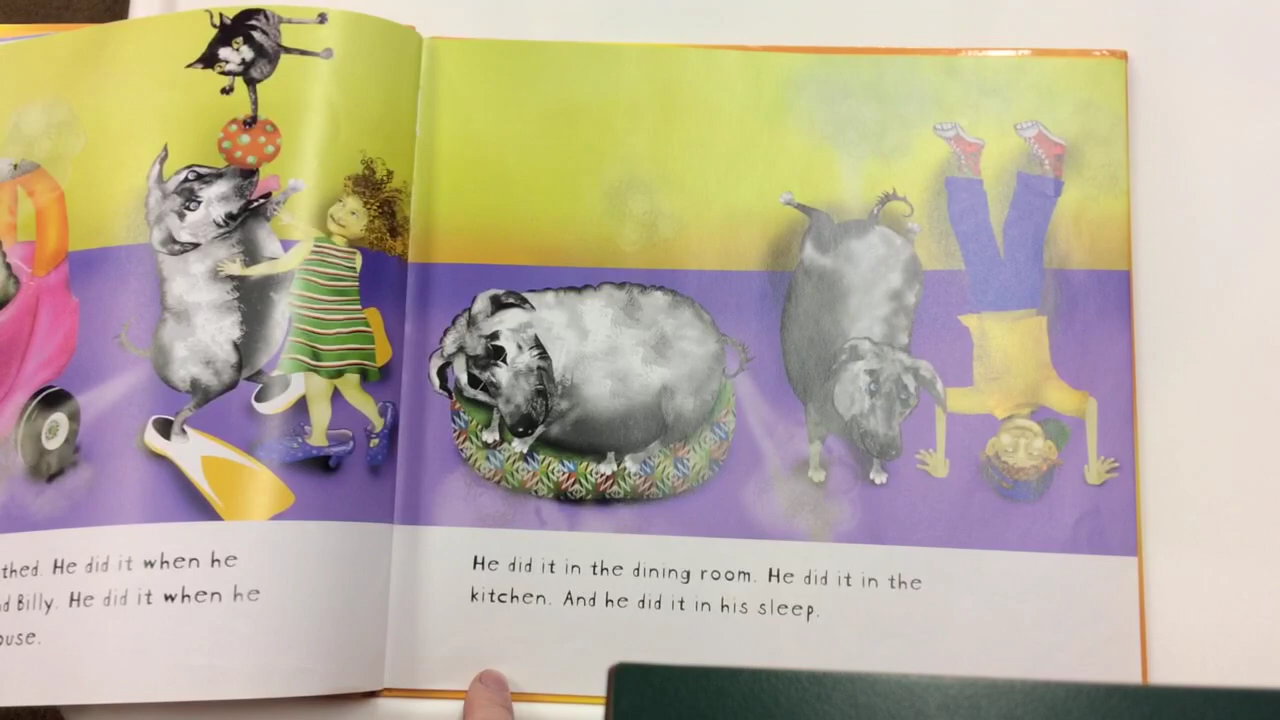 thed. He did it when he
d Billy. He did it when he
ouse.
He did it in the dining room. He did it in the
kitchen. And he did it in his sleep.